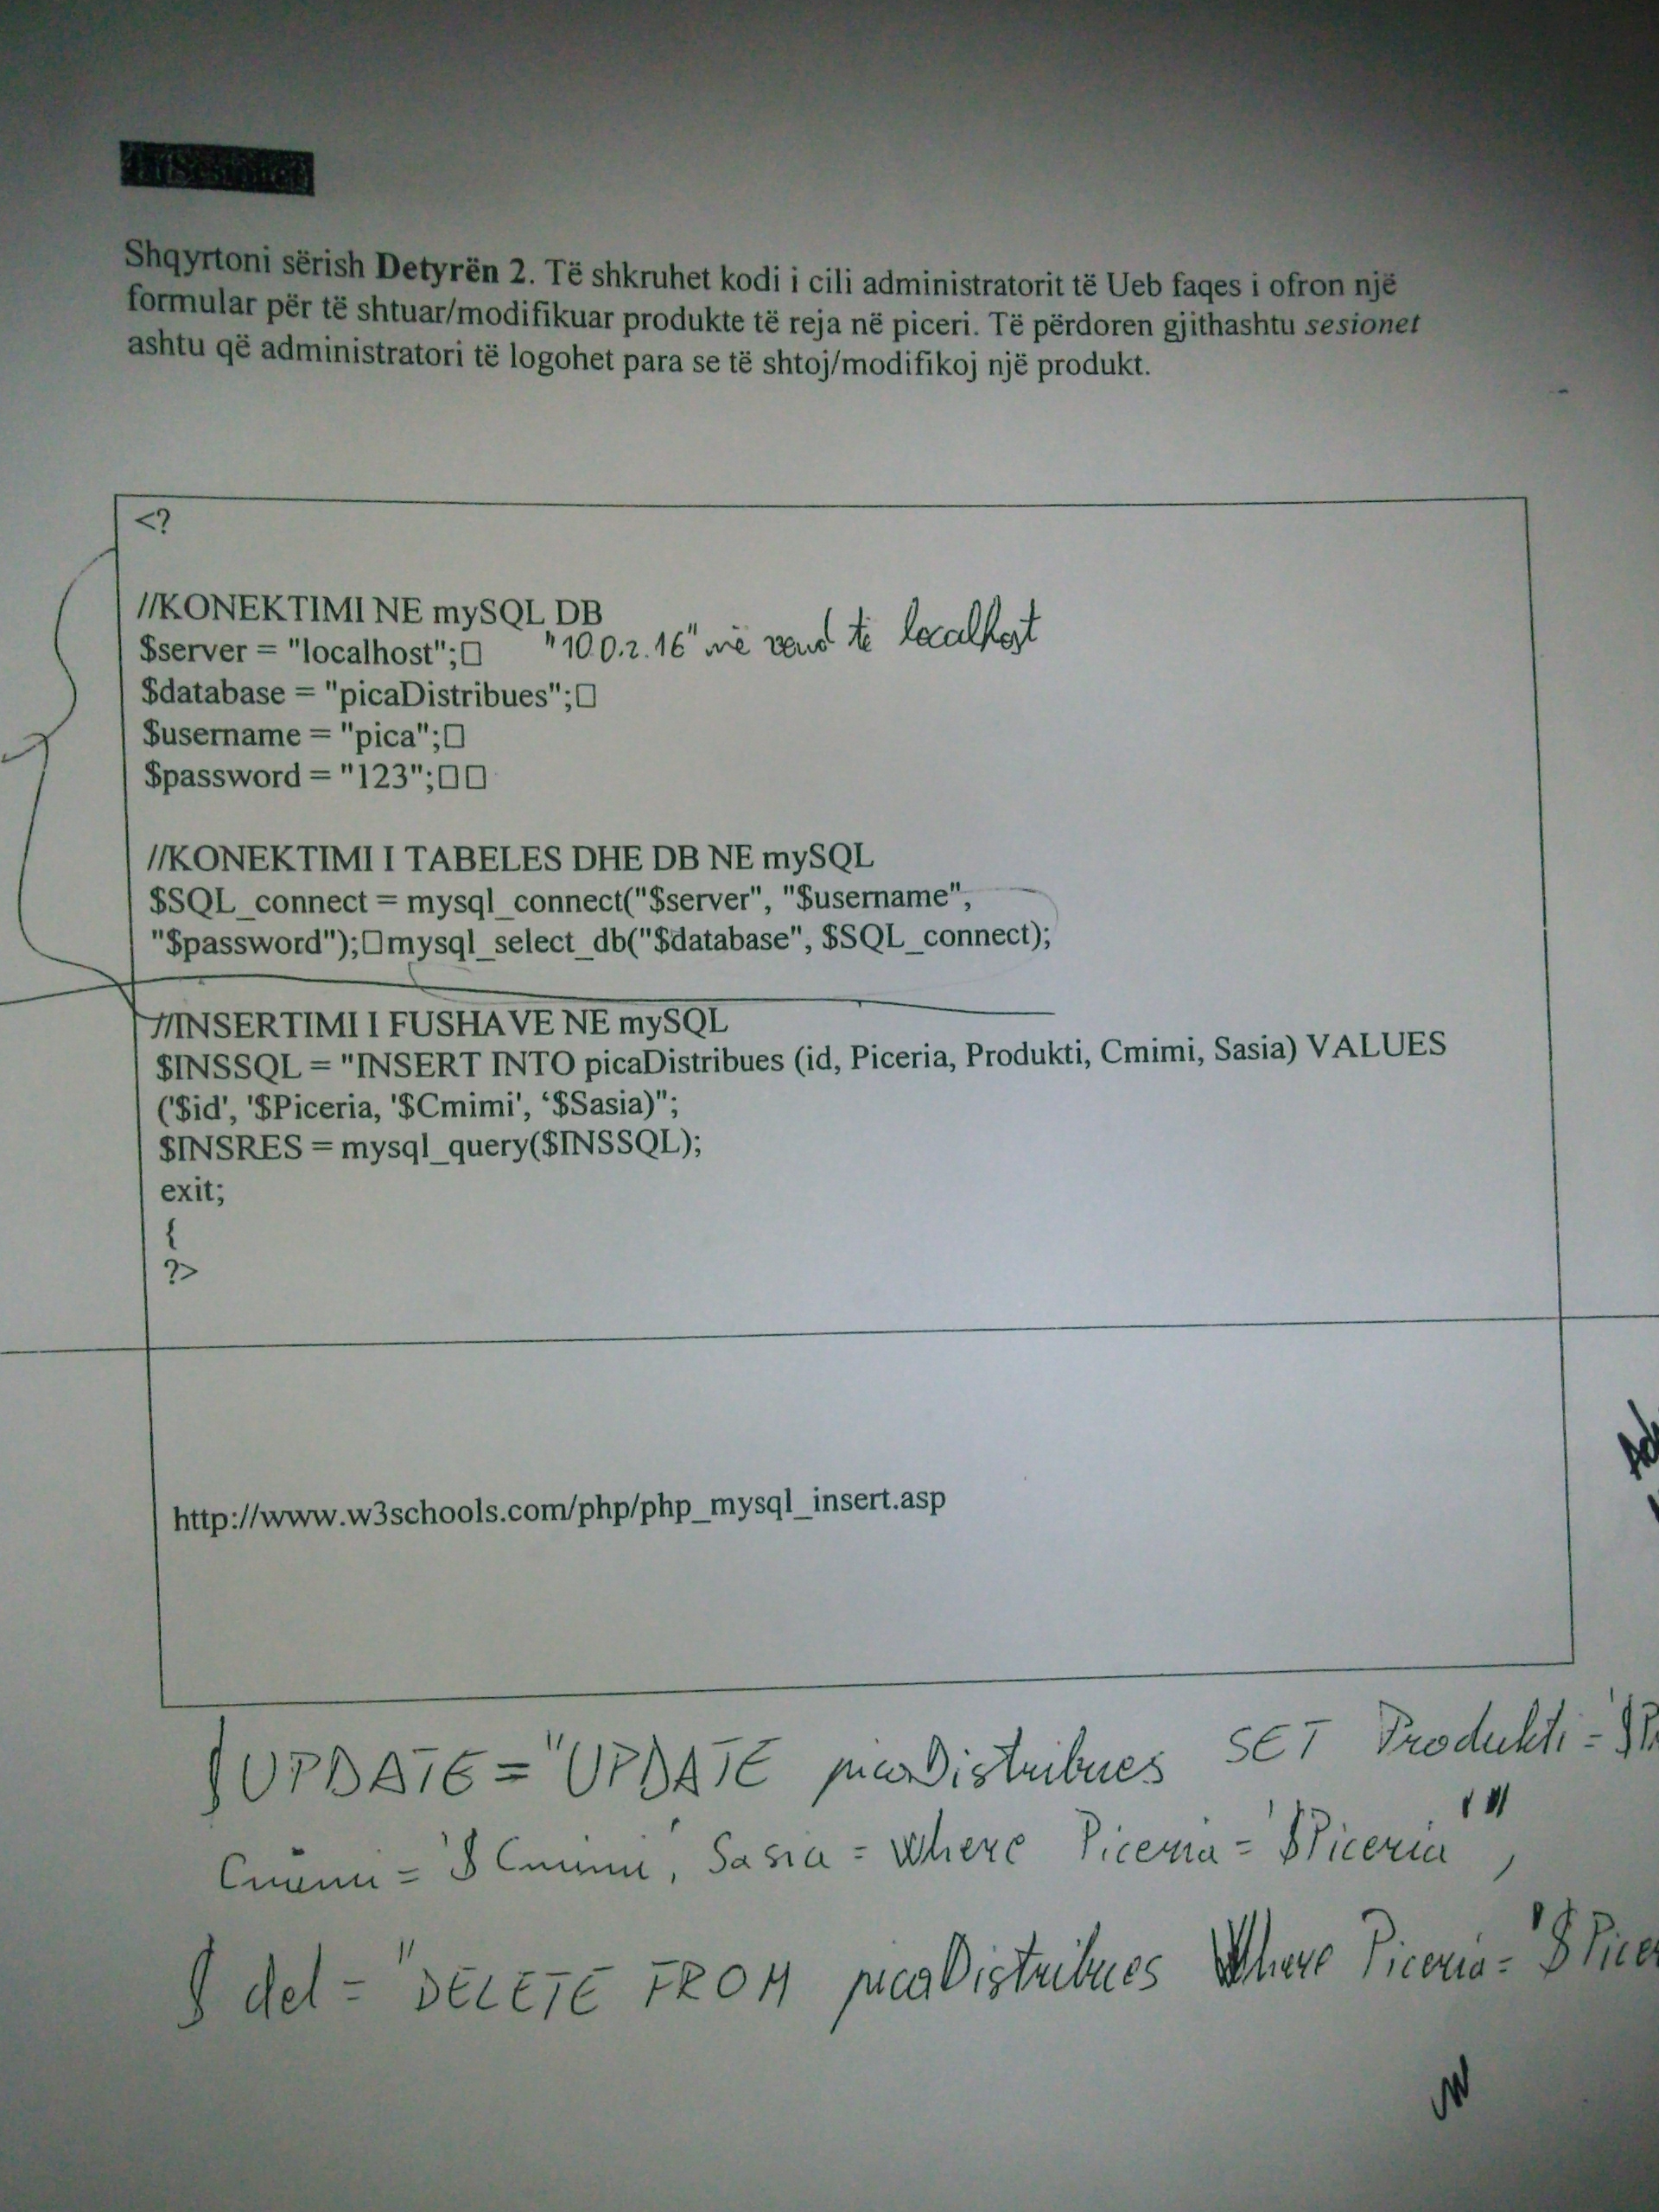 Shqyrtoni sërish Detyrën 2. Të shkruhet kodi i cili administratorit të Ueb faqes i ofron një
formular për të shtuar/modifikuar produkte të reja në piceri. Të përdoren gjithashtu sesionet
ashtu që administratori të logohet para se të shtoj/modifikoj një produkt.
<?
//KONEKTIMI NE mySQL DB
$server = "localhost";□ "10.0.2.16" në vend të localhost
$database = "picaDistribues";□
$username = "pica";□
$password = "123";□□
//KONEKTIMI I TABELES DHE DB NE mySQL
$SQL_connect = mysql_connect("$server", "$username",
"$password");□mysql_select_db("$database", $SQL_connect);
//INSERTIMI I FUSHAVE NE mySQL
$INSSQL = "INSERT INTO picaDistribues (id, Piceria, Produkti, Cmimi, Sasia) VALUES
('$id', '$Piceria, '$Cmimi', ‘$Sasia)";
$INSRES = mysql_query($INSSQL);
exit;
{
?>
http://www.w3schools.com/php/php_mysql_insert.asp
$UPDATE = "UPDATE picaDistribues SET Produkti = '$P
Cmimi = '$Cmimi', Sasia = Where Piceria = '$Piceria'",
$del = "DELETE FROM picaDistribues Where Piceria = '$Picer